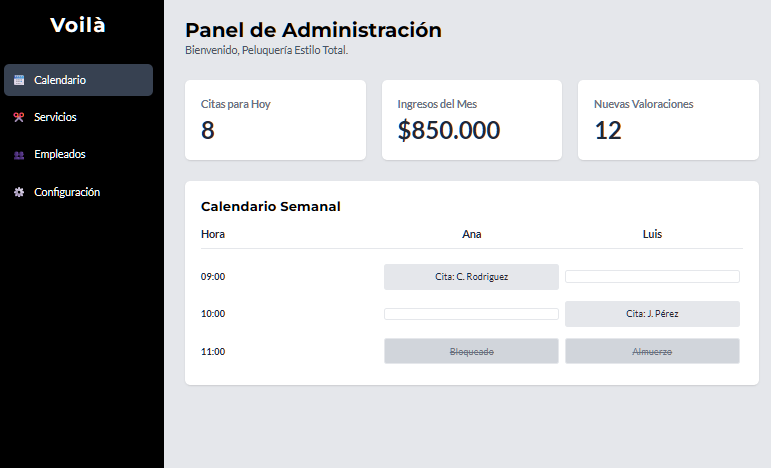 Voilà
Calendario
Servicios
Empleados
Configuración
Panel de Administración
Bienvenido, Peluquería Estilo Total.
Citas para Hoy
8
Ingresos del Mes
$850.000
Nuevas Valoraciones
12
Calendario Semanal
Hora Ana Luis
09:00 Cita: C. Rodriguez
10:00 Cita: J. Pérez
11:00 Bloqueado Almuerzo